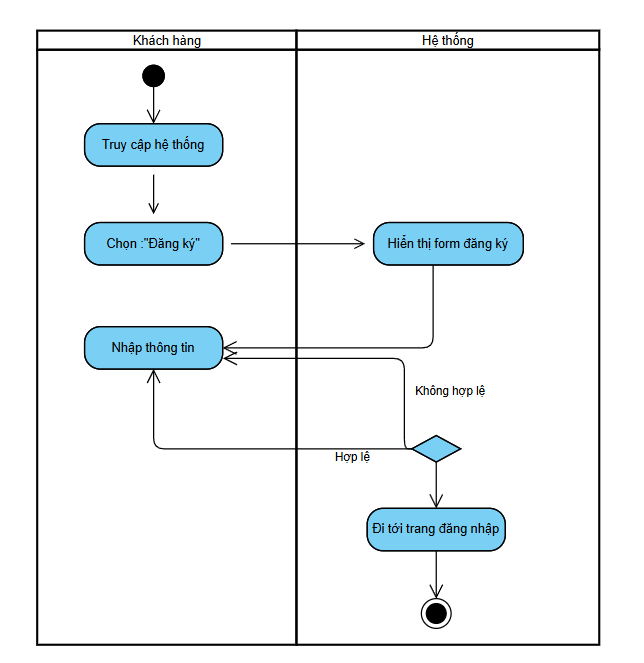 Khách hàng
Hệ thống
Truy cập hệ thống
Chọn :"Đăng ký"
Hiển thị form đăng ký
Nhập thông tin
Không hợp lệ
Hợp lệ
Đi tới trang đăng nhập